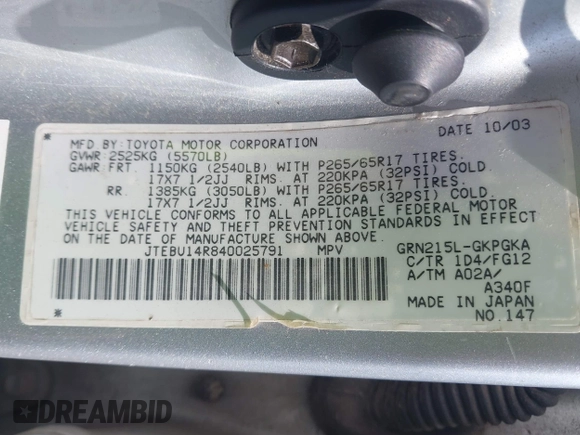 MFD BY: TOYOTA MOTOR CORPORATION DATE 10/03
GVWR 2525KG (5570LB)
GAWR FRT. 1150KG (2540LB) WITH P265/65R17 TIRES.
17X7 1/2JJ RIMS. AT 220KPA (32PSI) COLD.
RR. 1385KG (3050LB) WITH P265/65R17 TIRES.
17X7 1/2JJ RIMS. AT 220KPA (32PSI) COLD.
THIS VEHICLE CONFORMS TO ALL APPLICABLE FEDERAL MOTOR
VEHICLE SAFETY AND THEFT PREVENTION STANDARDS IN EFFECT
ON THE DATE OF MANUFACTURE SHOWN ABOVE.
JTEBU14R840025791 MPV GRN215L-GKPGKA
C/TR 1D4/FG12
A/TM A02A/
A340F
MADE IN JAPAN
NO.147
DREAMBID